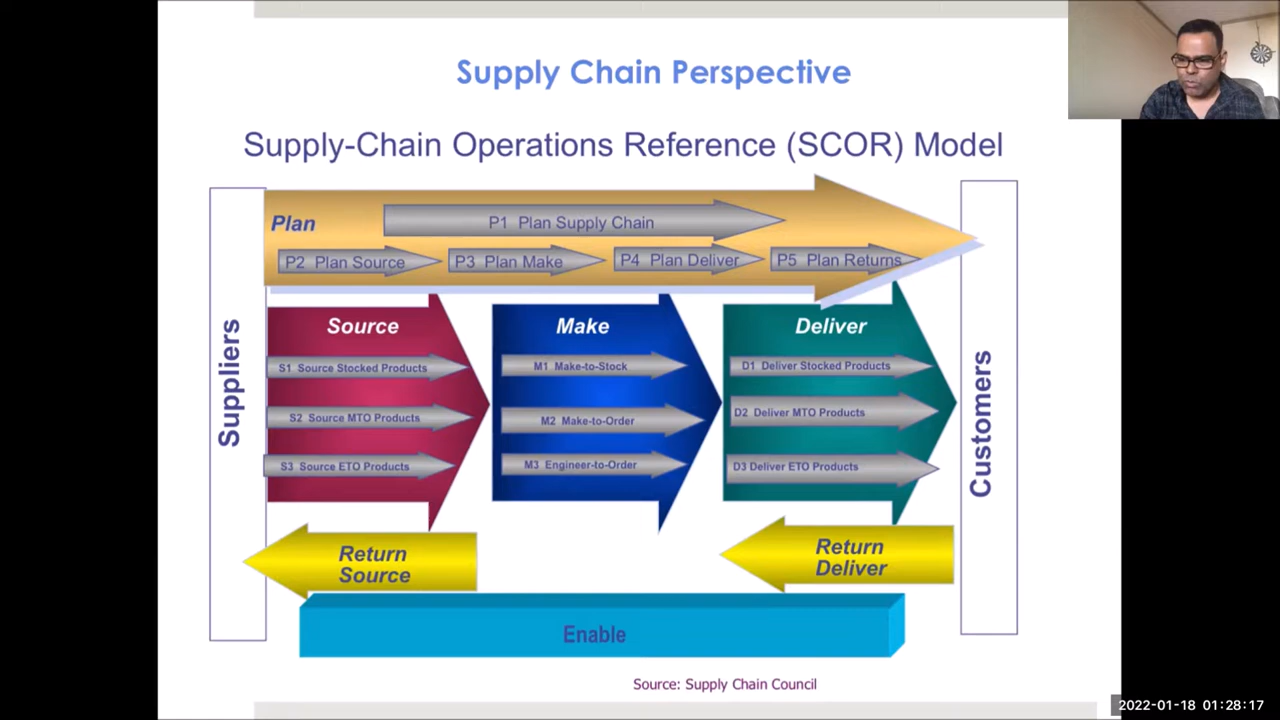 Supply Chain Perspective
Supply-Chain Operations Reference (SCOR) Model
Plan
P1 Plan Supply Chain
P2 Plan Source
P3 Plan Make
P4 Plan Deliver
P5 Plan Returns
Suppliers
Source
S1 Source Stocked Products
S2 Source MTO Products
S3 Source ETO Products
Make
M1 Make-to-Stock
M2 Make-to-Order
M3 Engineer-to-Order
Deliver
D1 Deliver Stocked Products
D2 Deliver MTO Products
D3 Deliver ETO Products
Customers
Return
Source
Return
Deliver
Enable
Source: Supply Chain Council
2022-01-18 01:28:17